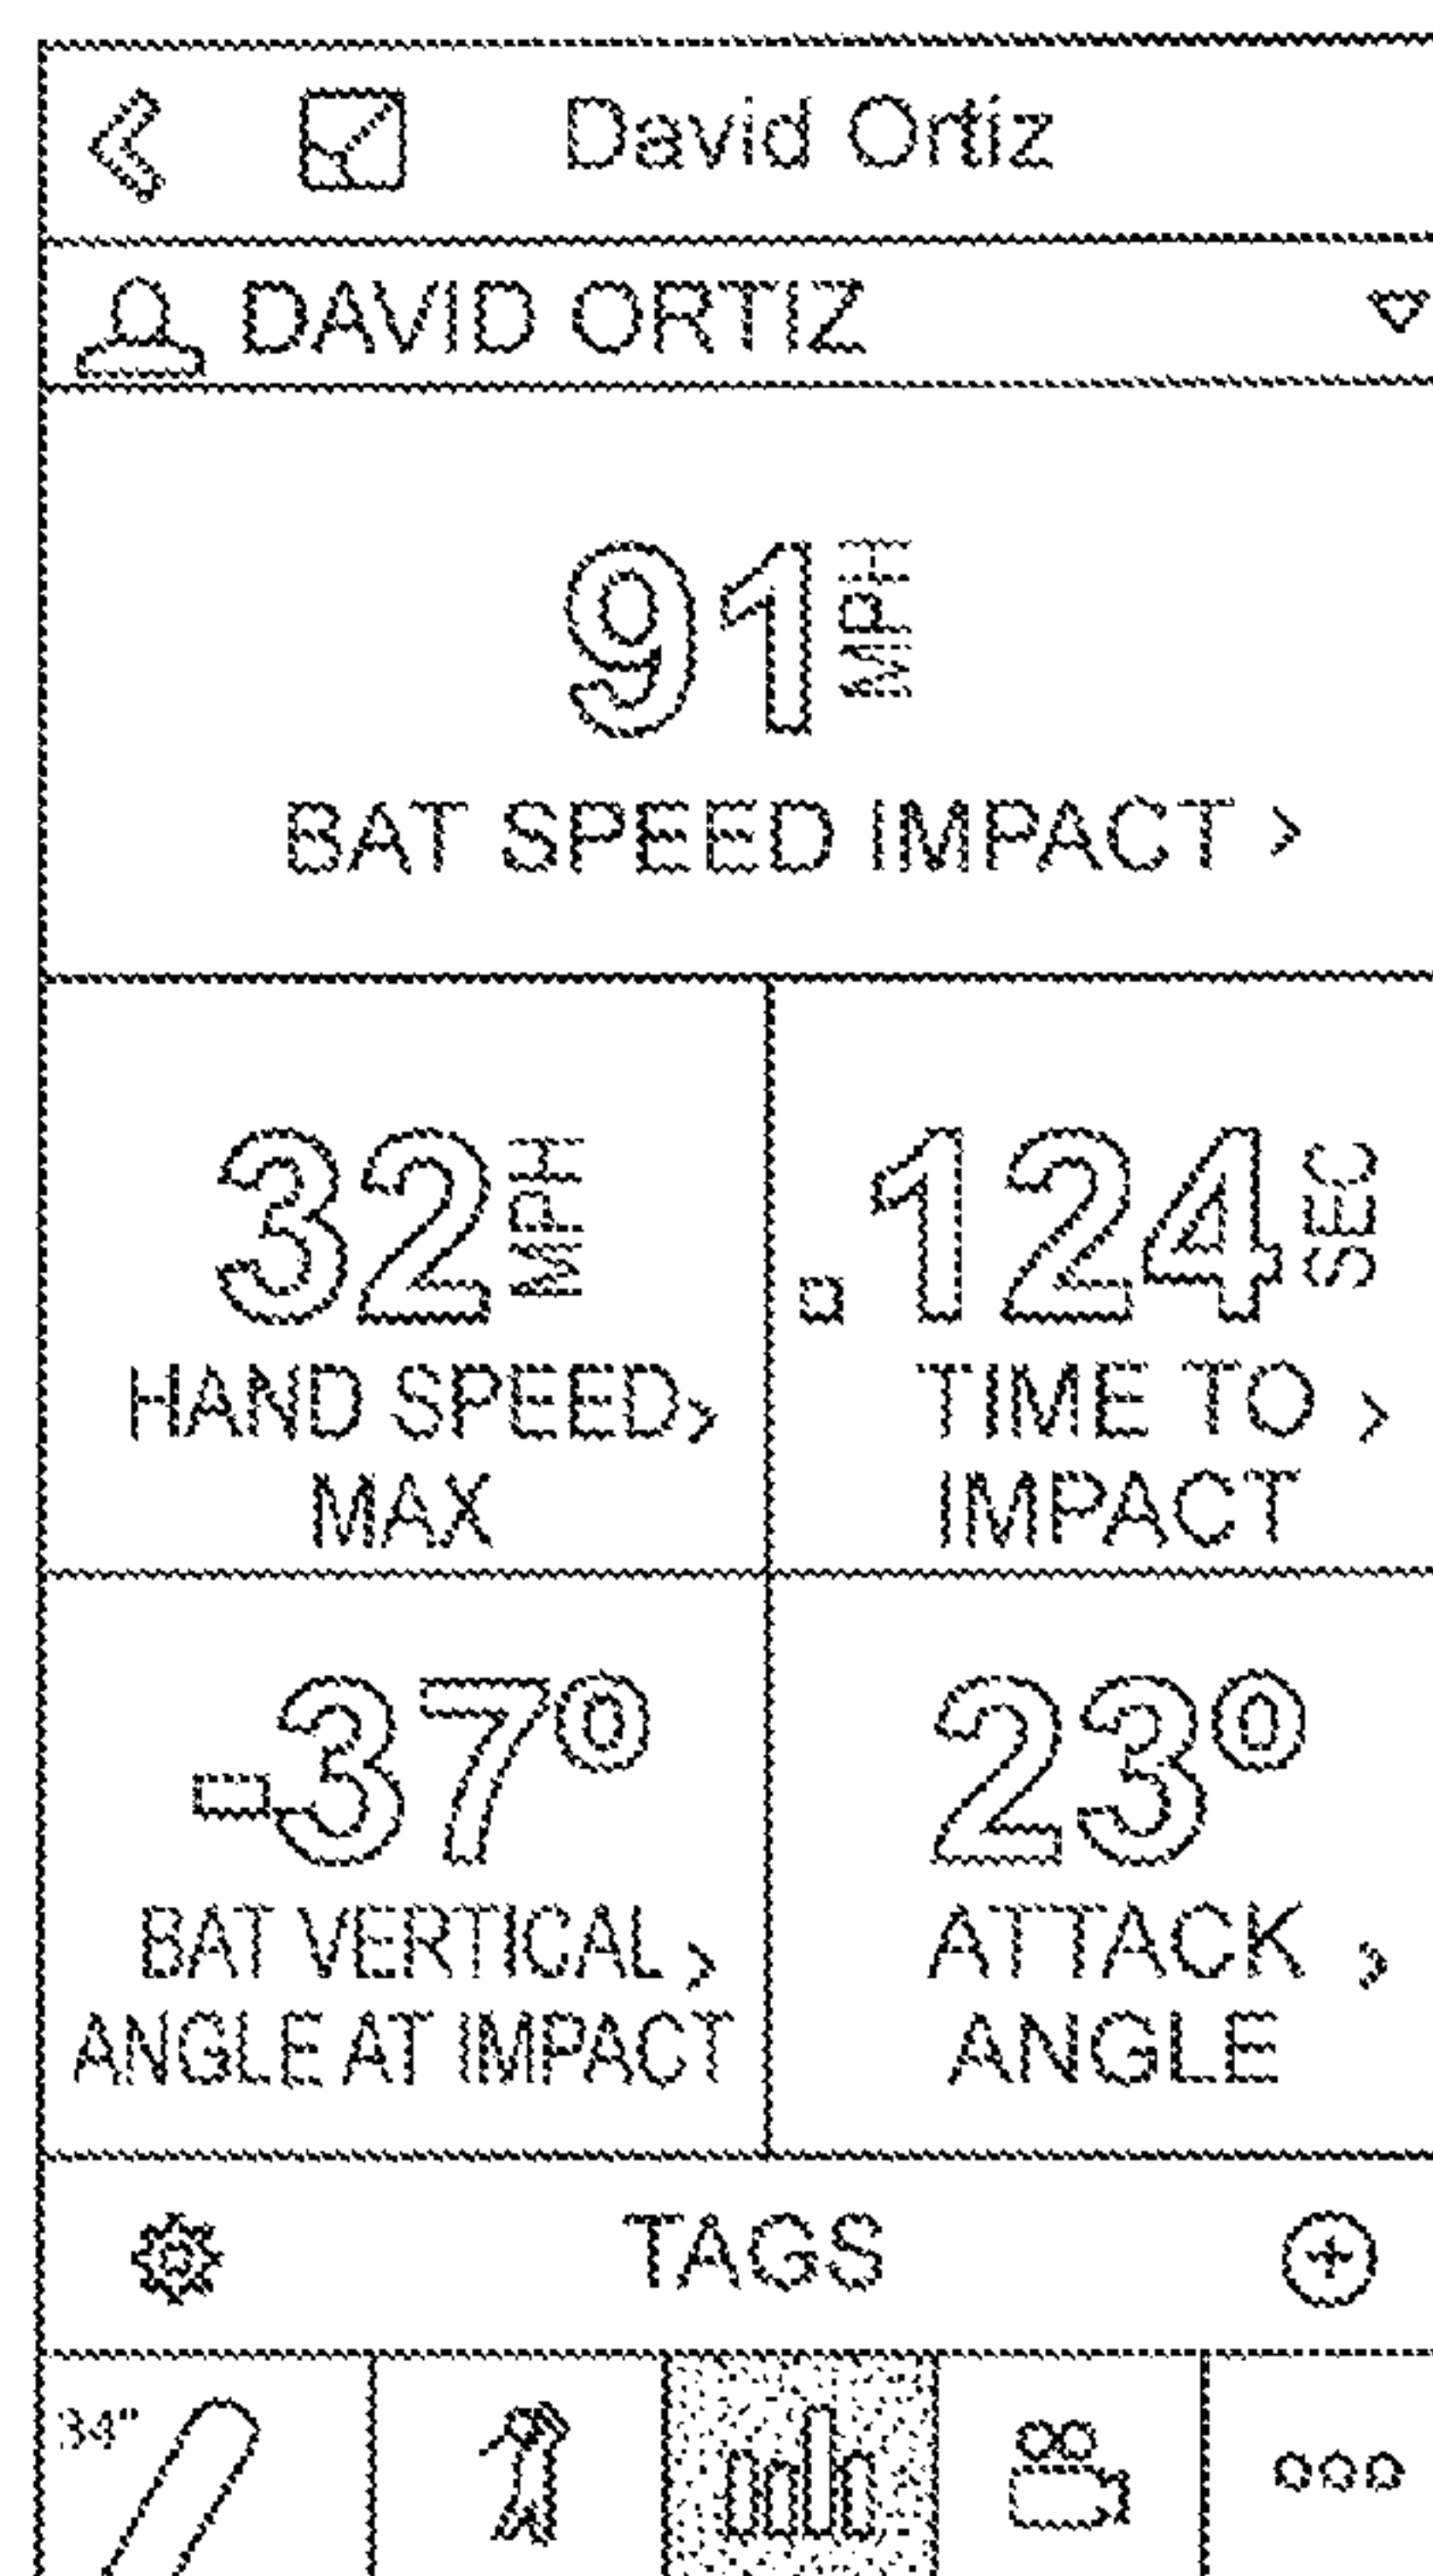 David Ortiz
DAVID ORTIZ
91 MPH
BAT SPEED IMPACT >
32 MPH
HAND SPEED >
MAX
.124 SEC
TIME TO >
IMPACT
-37°
BAT VERTICAL >
ANGLE AT IMPACT
23°
ATTACK >
ANGLE
TAGS
34"